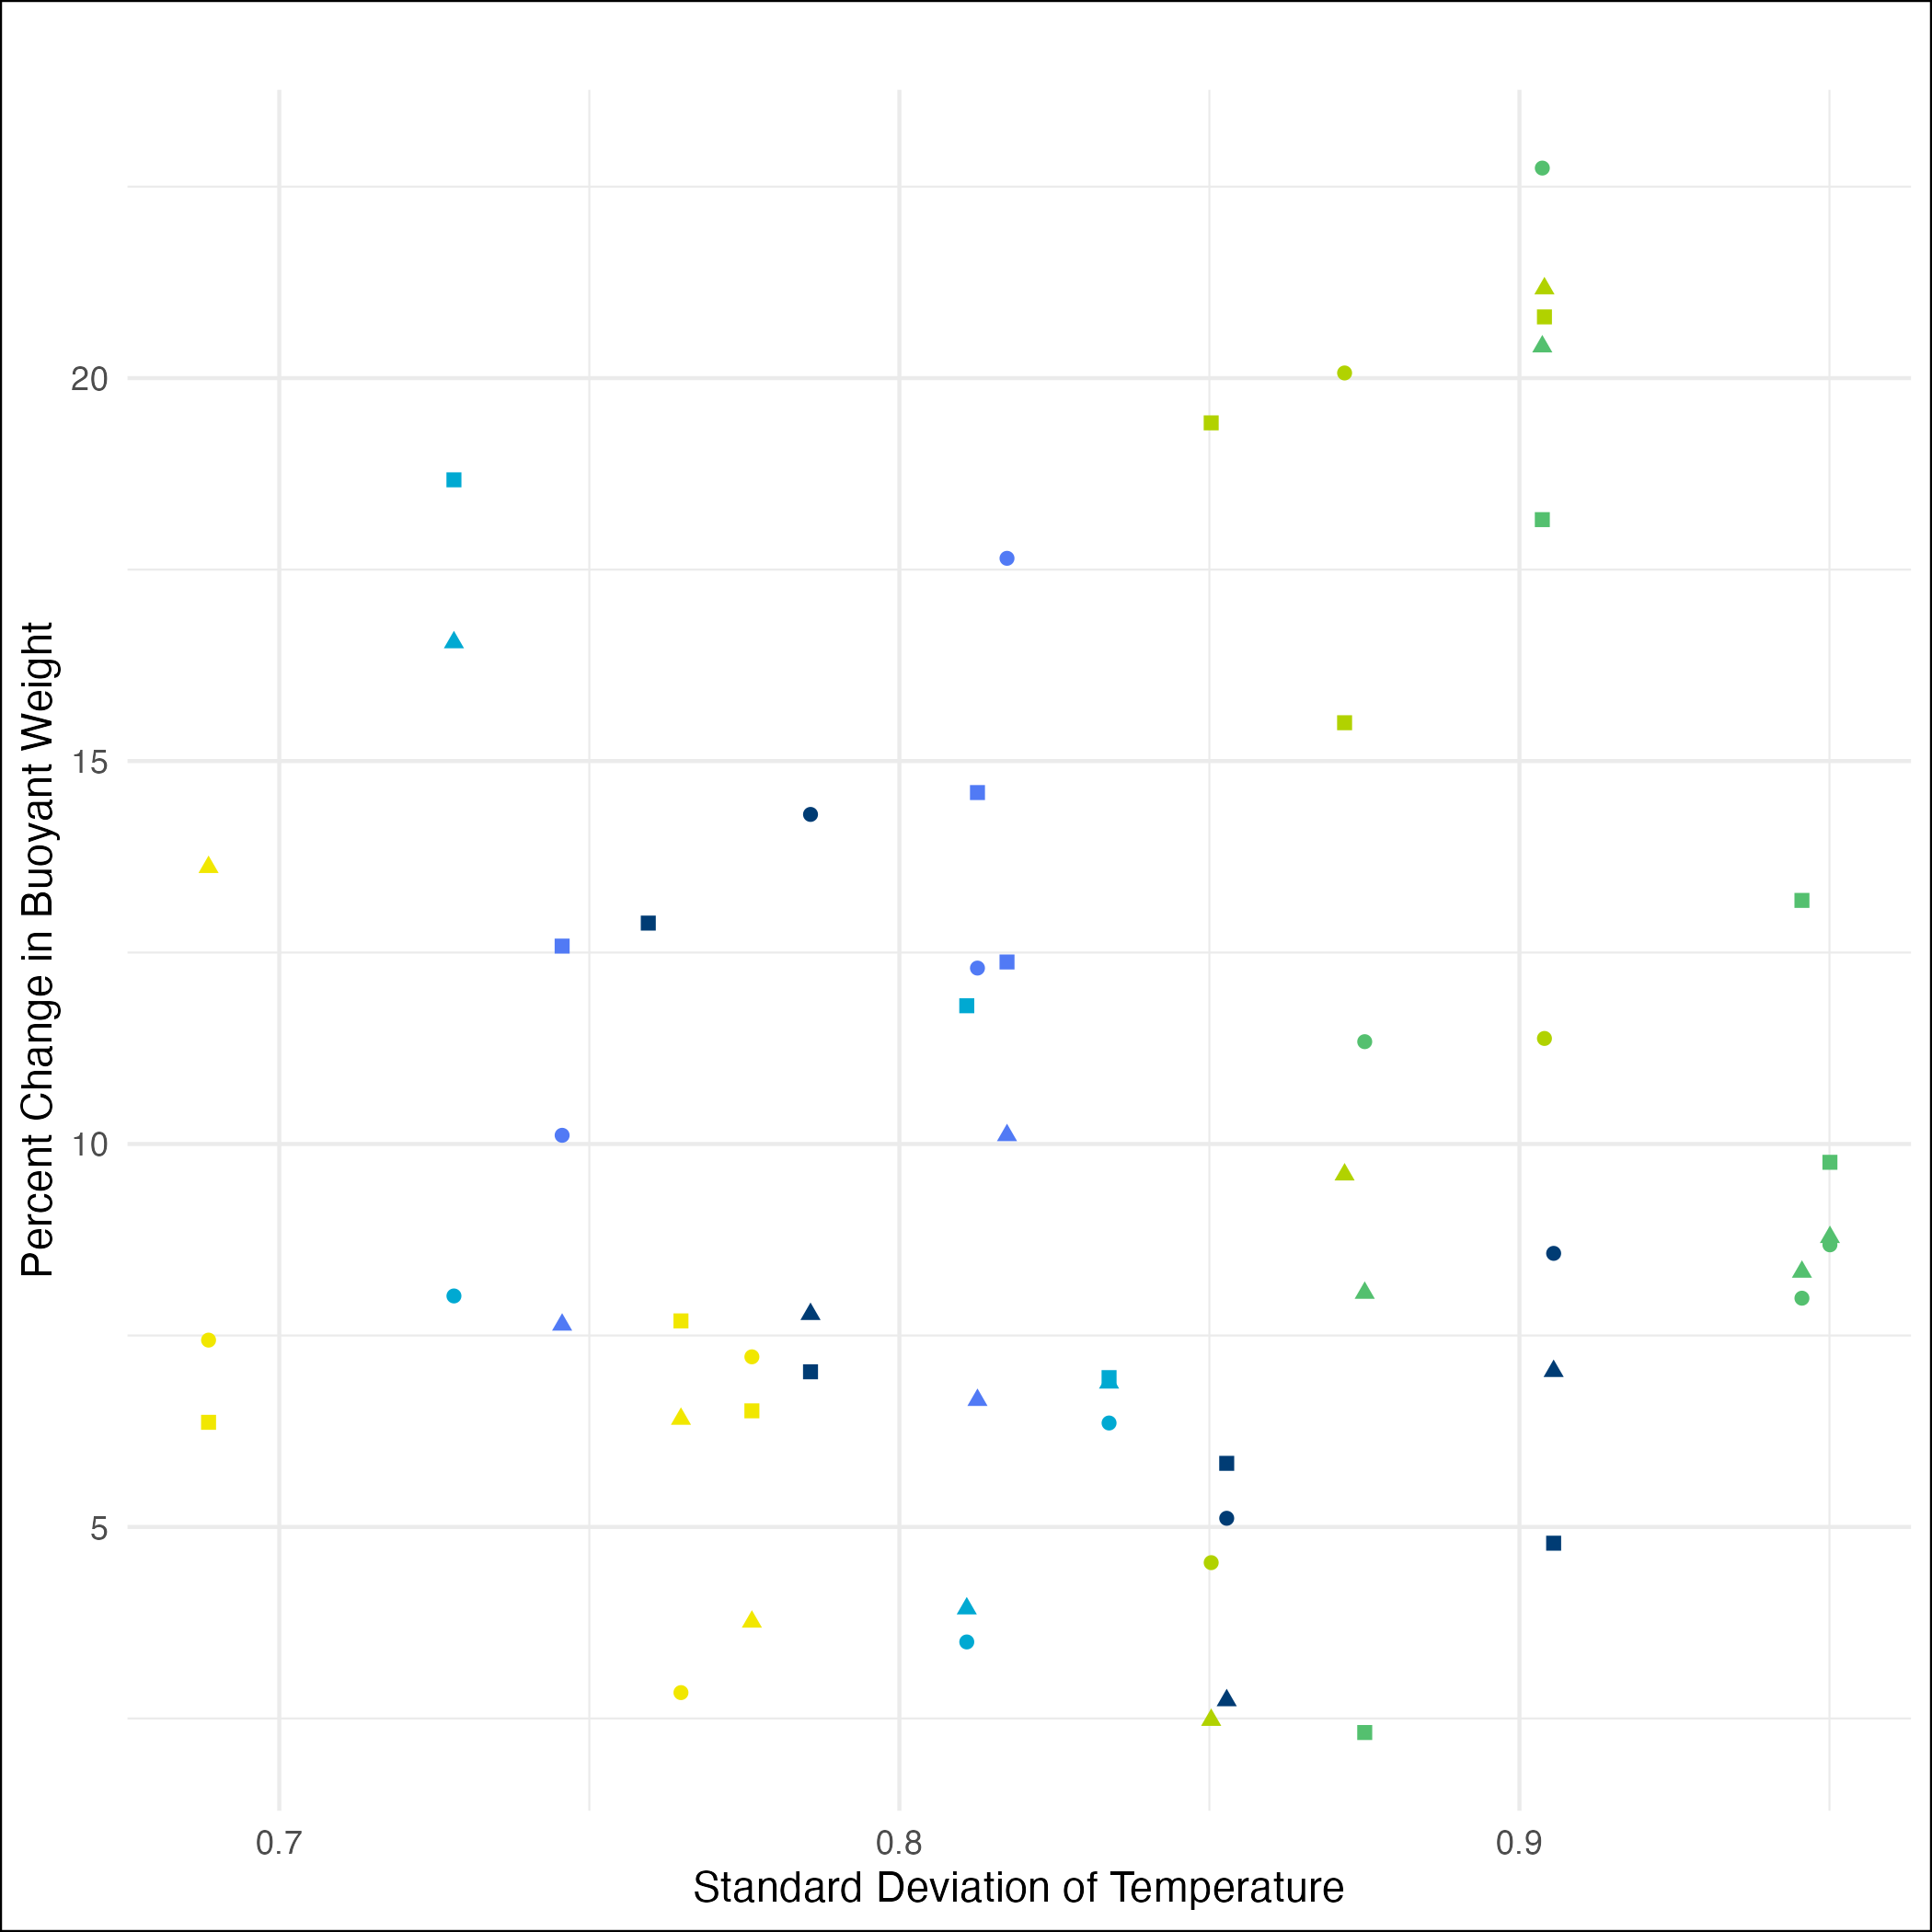 Percent Change in Buoyant Weight
20
15
10
5
0.7 0.8 0.9
Standard Deviation of Temperature